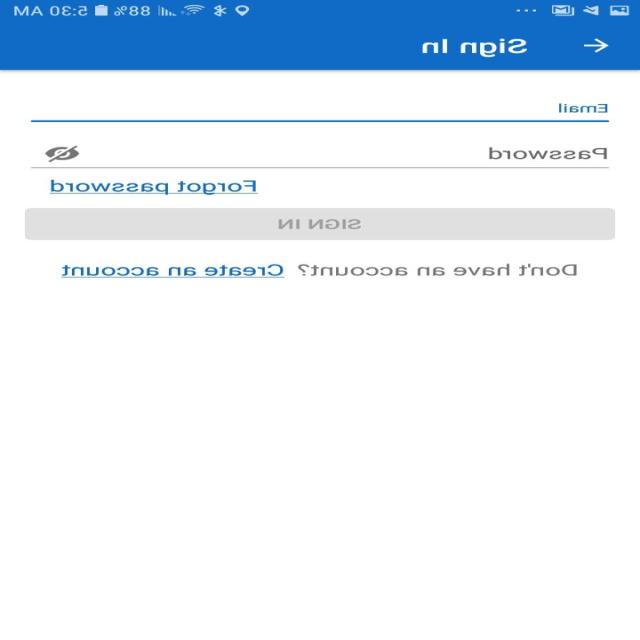 88% 5:30 AM
Sign In
Email
Password
Forgot password
SIGN IN
Don't have an account? Create an account